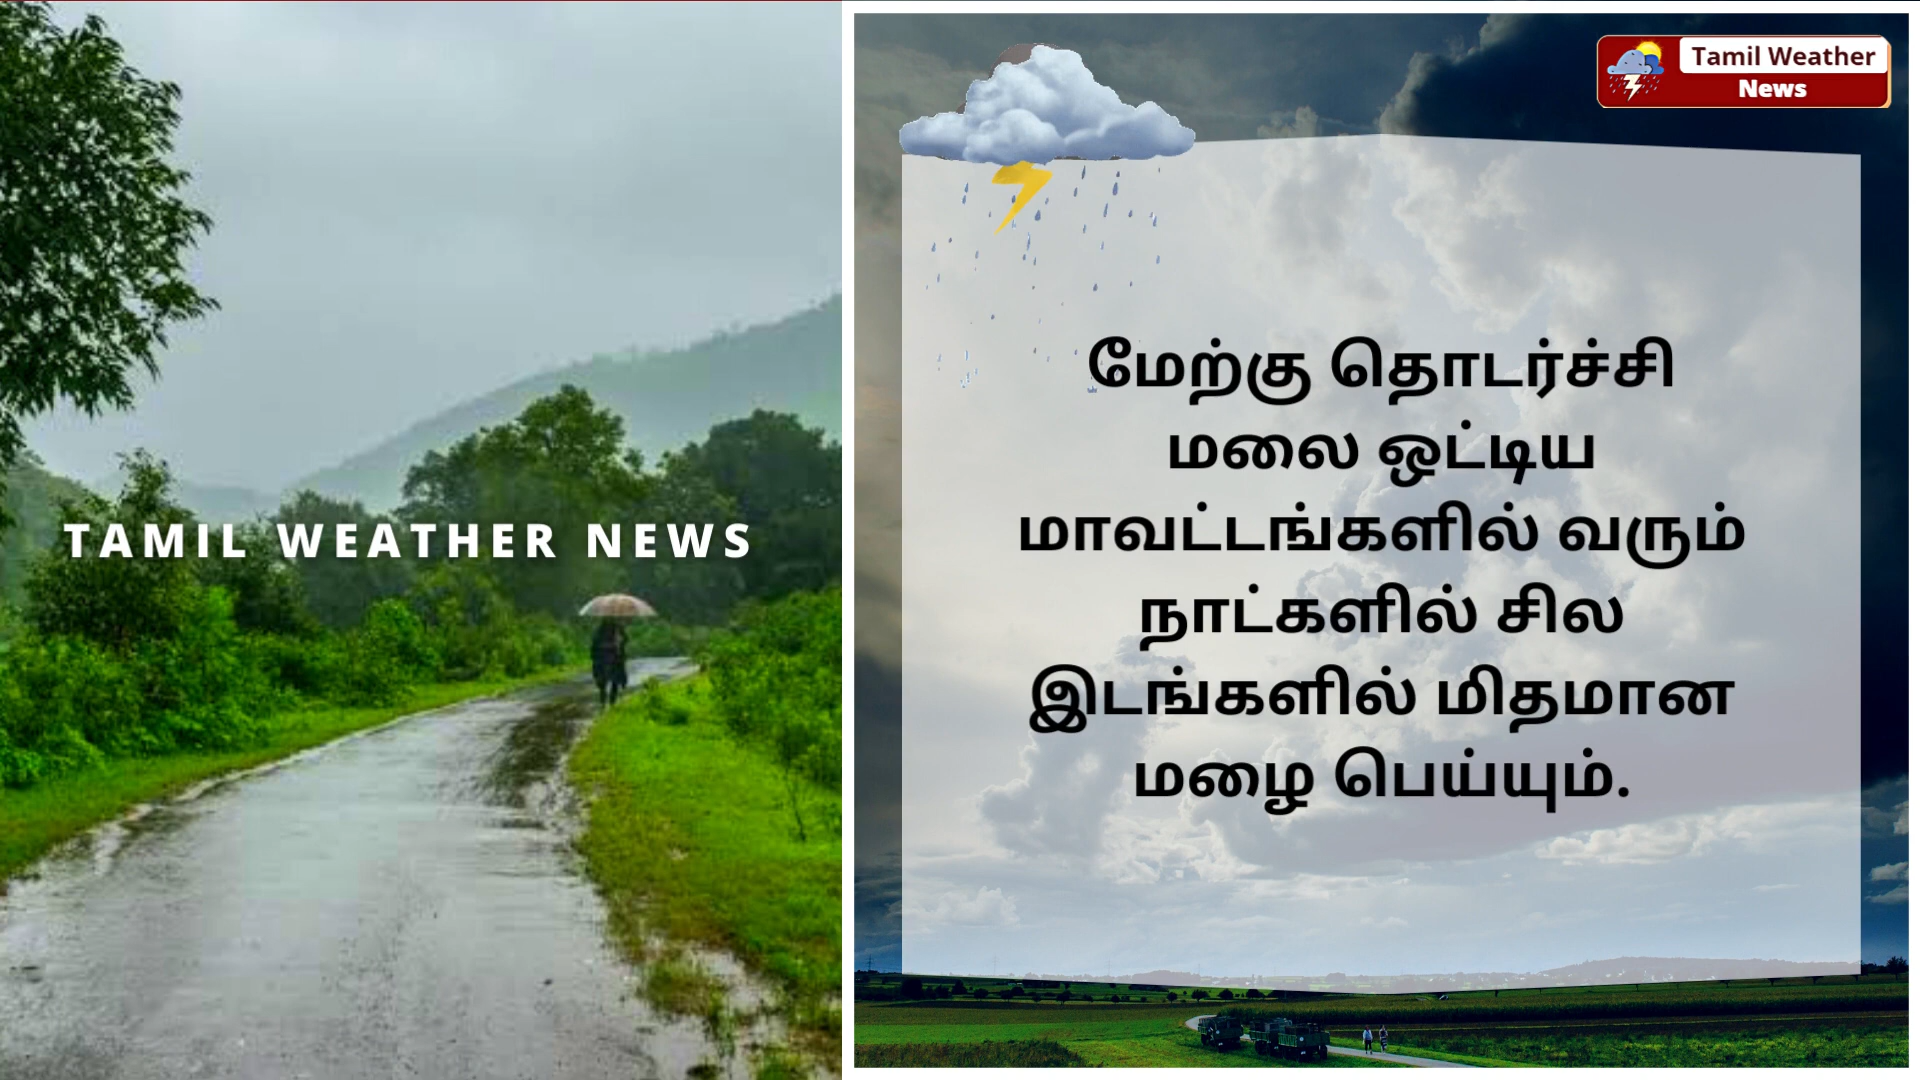 TAMIL WEATHER NEWS
Tamil Weather
News
மேற்கு தொடர்ச்சி
மலை ஒட்டிய
மாவட்டங்களில் வரும்
நாட்களில் சில
இடங்களில் மிதமான
மழை பெய்யும்.